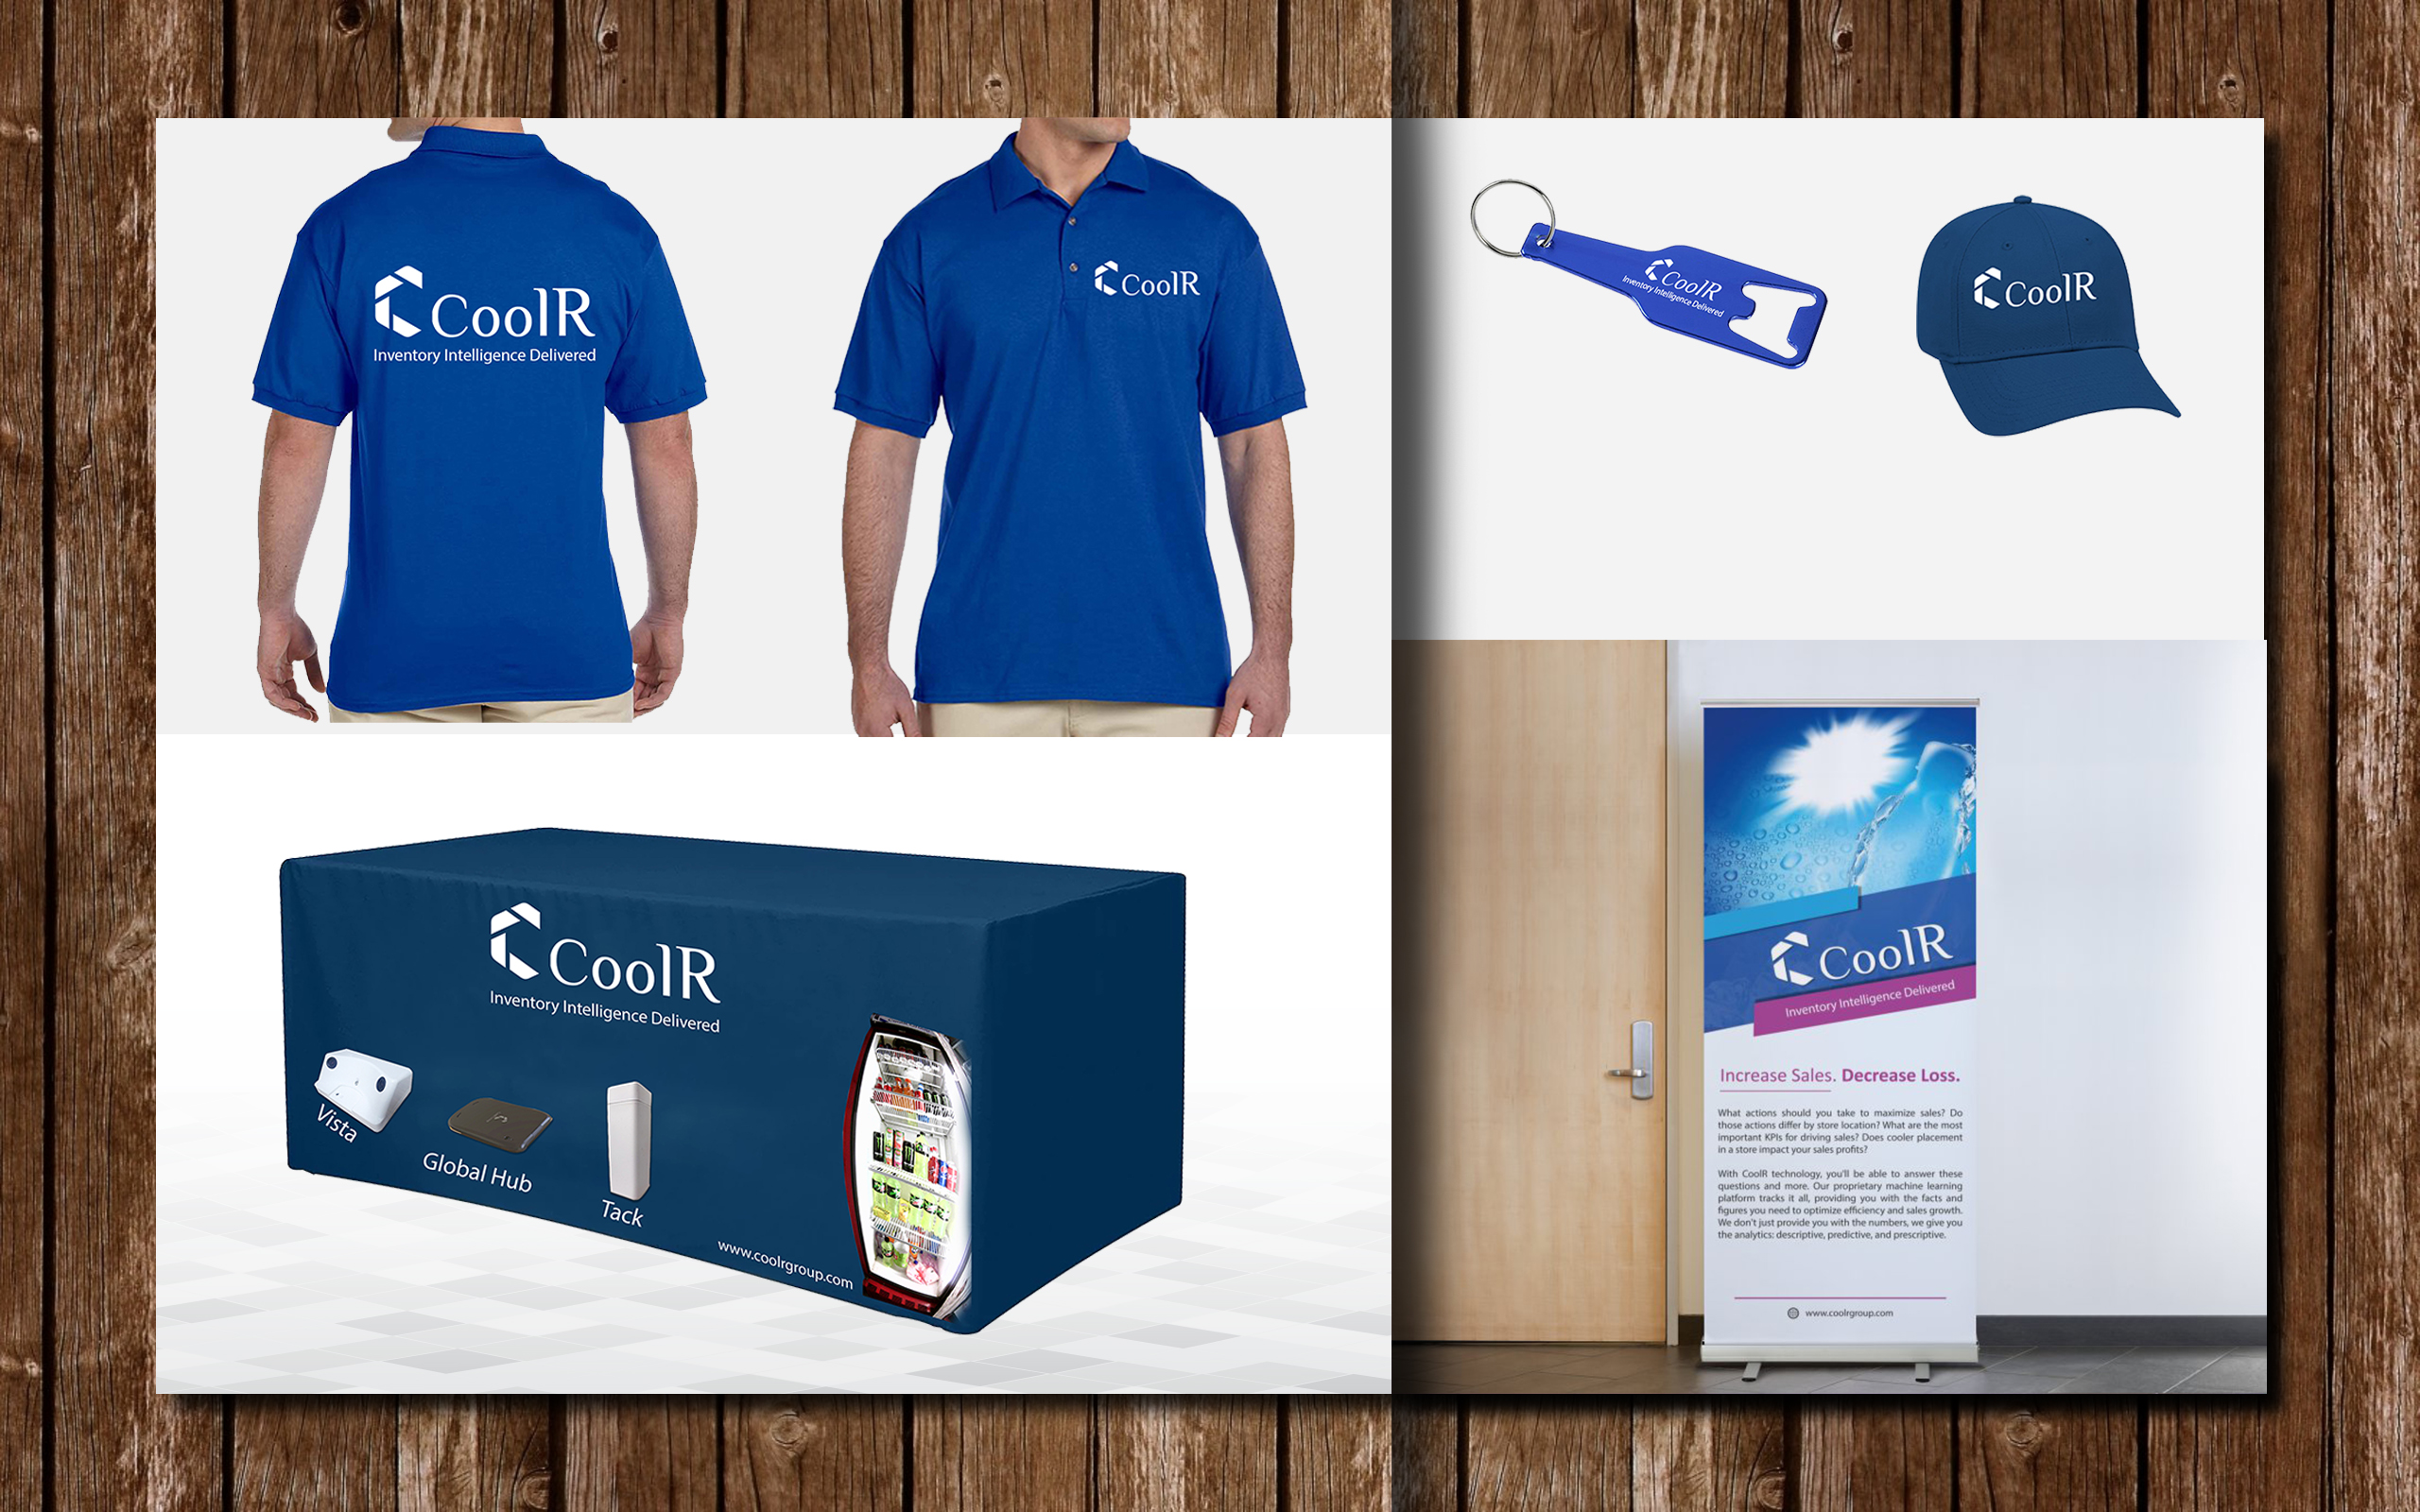 CoolR
Inventory Intelligence Delivered
CoolR
CoolR
Inventory Intelligence Delivered
CoolR
CoolR
Inventory Intelligence Delivered
Vista
Global Hub
Tack
www.coolrgroup.com
CoolR
Inventory Intelligence Delivered
Increase Sales. Decrease Loss.
What actions should you take to maximize sales? Do
those actions differ by store location? What are the most
important KPIs for driving sales? Does cooler placement
in a store impact your sales profits?
With CoolR technology, you'll be able to answer these
questions and more. Our proprietary machine learning
platform tracks it all, providing you with the facts and
figures you need to optimize efficiency and sales growth.
We don't just provide you with the numbers, we give you
the analytics: descriptive, predictive, and prescriptive.
www.coolrgroup.com